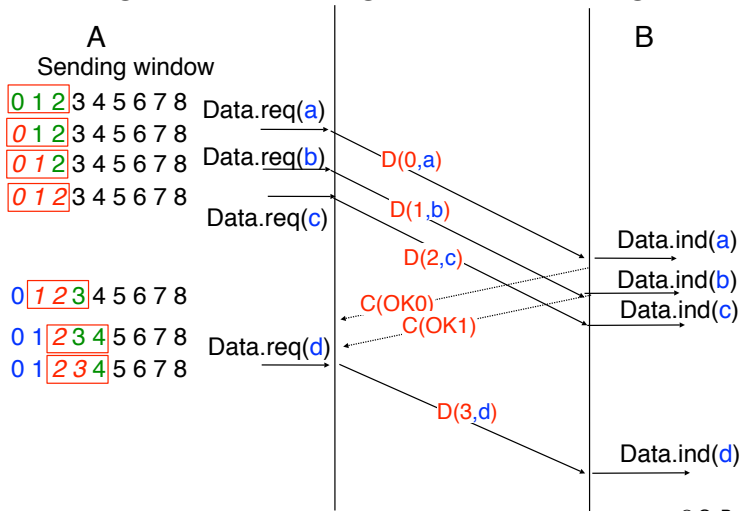 A
B
Sending window
0 1 2 3 4 5 6 7 8
Data.req(a)
0 1 2 3 4 5 6 7 8
Data.req(b)
D(0,a)
0 1 2 3 4 5 6 7 8
0 1 2 3 4 5 6 7 8
Data.req(c)
D(1,b)
D(2,c)
Data.ind(a)
Data.ind(b)
0 1 2 3 4 5 6 7 8
C(OK0)
Data.ind(c)
C(OK1)
0 1 2 3 4 5 6 7 8
Data.req(d)
0 1 2 3 4 5 6 7 8
D(3,d)
Data.ind(d)